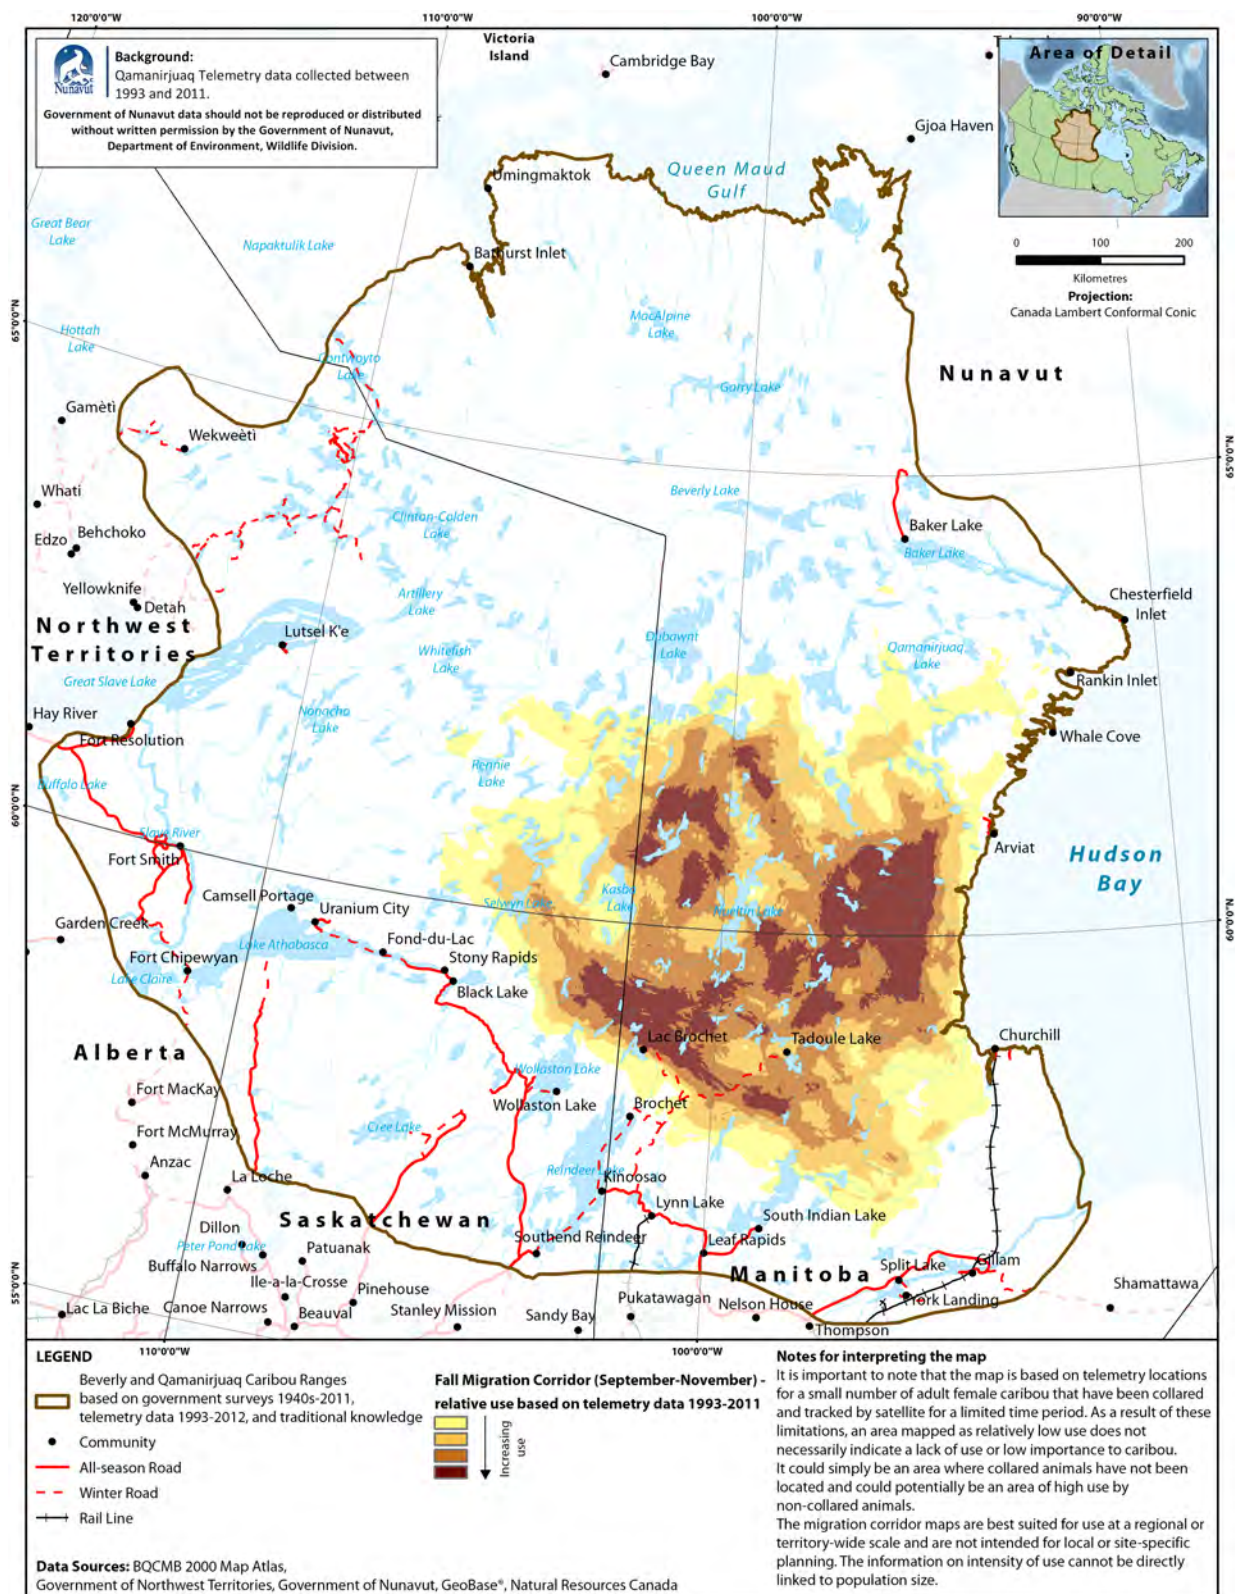 120°0'0"W
110°0'0"W
100°0'0"W
90°0'0"W
Nunavut
Background:
Qamanirjuaq Telemetry data collected between
1993 and 2011.
Government of Nunavut data should not be reproduced or distributed
without written permission by the Government of Nunavut,
Department of Environment, Wildlife Division.
Victoria
Island
Cambridge Bay
Area of Detail
Gjoa Haven
Queen Maud
Gulf
Umingmaktok
Great Bear
Lake
Napaktulik Lake
Bathurst Inlet
0
100
200
Kilometres
Projection:
Canada Lambert Conformal Conic
65°0'0"N
Hottah
Lake
MacAlpine
Lake
Contwoyto
Lake
Garry Lake
Nunavut
Gamètì
Wekweètì
65°0'0"N
Whatì
Beverly Lake
Clinton-Colden
Lake
Baker Lake
Baker Lake
Edzo
Behchoko
Yellowknife
Detah
Artillery
Lake
Chesterfield
Inlet
Northwest
Territories
Lutsel K'e
Dubawnt
Lake
Qamanirjuaq
Lake
Whitefish
Lake
Great Slave Lake
Rankin Inlet
Hay River
Nonacho
Lake
Whale Cove
Fort Resolution
Buffalo Lake
Rennie
Lake
60°0'0"N
Slave River
Fort Smith
Arviat
Hudson
Bay
Camsell Portage
Uranium City
Selwyn Lake
Kasba
Lake
Nueltin Lake
60°0'0"N
Garden Creek
Lake Athabasca
Fond-du-Lac
Fort Chipewyan
Stony Rapids
Lake Claire
Black Lake
Alberta
Lac Brochet
Tadoule Lake
Churchill
Wollaston Lake
Fort MacKay
Wollaston Lake
Brochet
Fort McMurray
Cree Lake
Anzac
La Loche
Reindeer Lake
Kinoosao
Lynn Lake
Saskatchewan
South Indian Lake
Dillon
Peter Pond Lake
Southend Reindeer
Leaf Rapids
Buffalo Narrows
Patuanak
Manitoba
Split Lake
Gillam
55°0'0"N
Ile-a-la-Crosse
Pinehouse
York Landing
Shamattawa
Lac La Biche
Canoe Narrows
Beauval
Stanley Mission
Sandy Bay
Pukatawagan
Nelson House
Thompson
110°0'0"W
100°0'0"W
LEGEND
Beverly and Qamanirjuaq Caribou Ranges
based on government surveys 1940s-2011,
telemetry data 1993-2012, and traditional knowledge
Community
All-season Road
Winter Road
Rail Line
Data Sources: BQCMB 2000 Map Atlas,
Government of Northwest Territories, Government of Nunavut, GeoBase®, Natural Resources Canada
Fall Migration Corridor (September-November) -
relative use based on telemetry data 1993-2011
Increasing
use
Notes for interpreting the map
It is important to note that the map is based on telemetry locations
for a small number of adult female caribou that have been collared
and tracked by satellite for a limited time period. As a result of these
limitations, an area mapped as relatively low use does not
necessarily indicate a lack of use or low importance to caribou.
It could simply be an area where collared animals have not been
located and could potentially be an area of high use by
non-collared animals.
The migration corridor maps are best suited for use at a regional or
territory-wide scale and are not intended for local or site-specific
planning. The information on intensity of use cannot be directly
linked to population size.